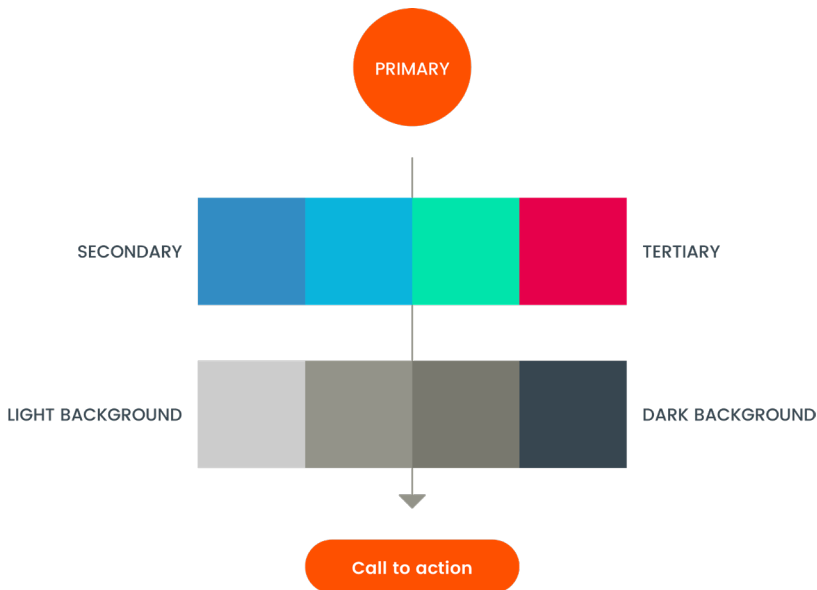 PRIMARY
SECONDARY
TERTIARY
LIGHT BACKGROUND
DARK BACKGROUND
Call to action